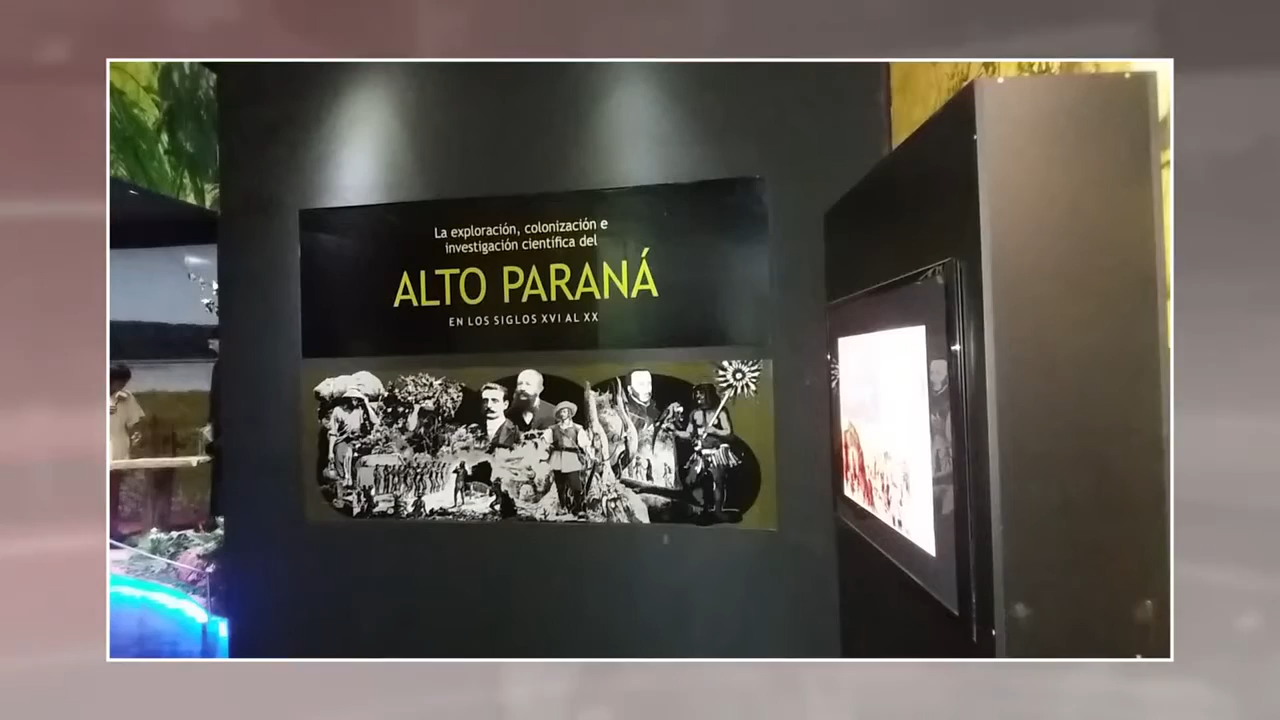 La exploración, colonización e
investigación científica del
ALTO PARANÁ
EN LOS SIGLOS XVI AL XX